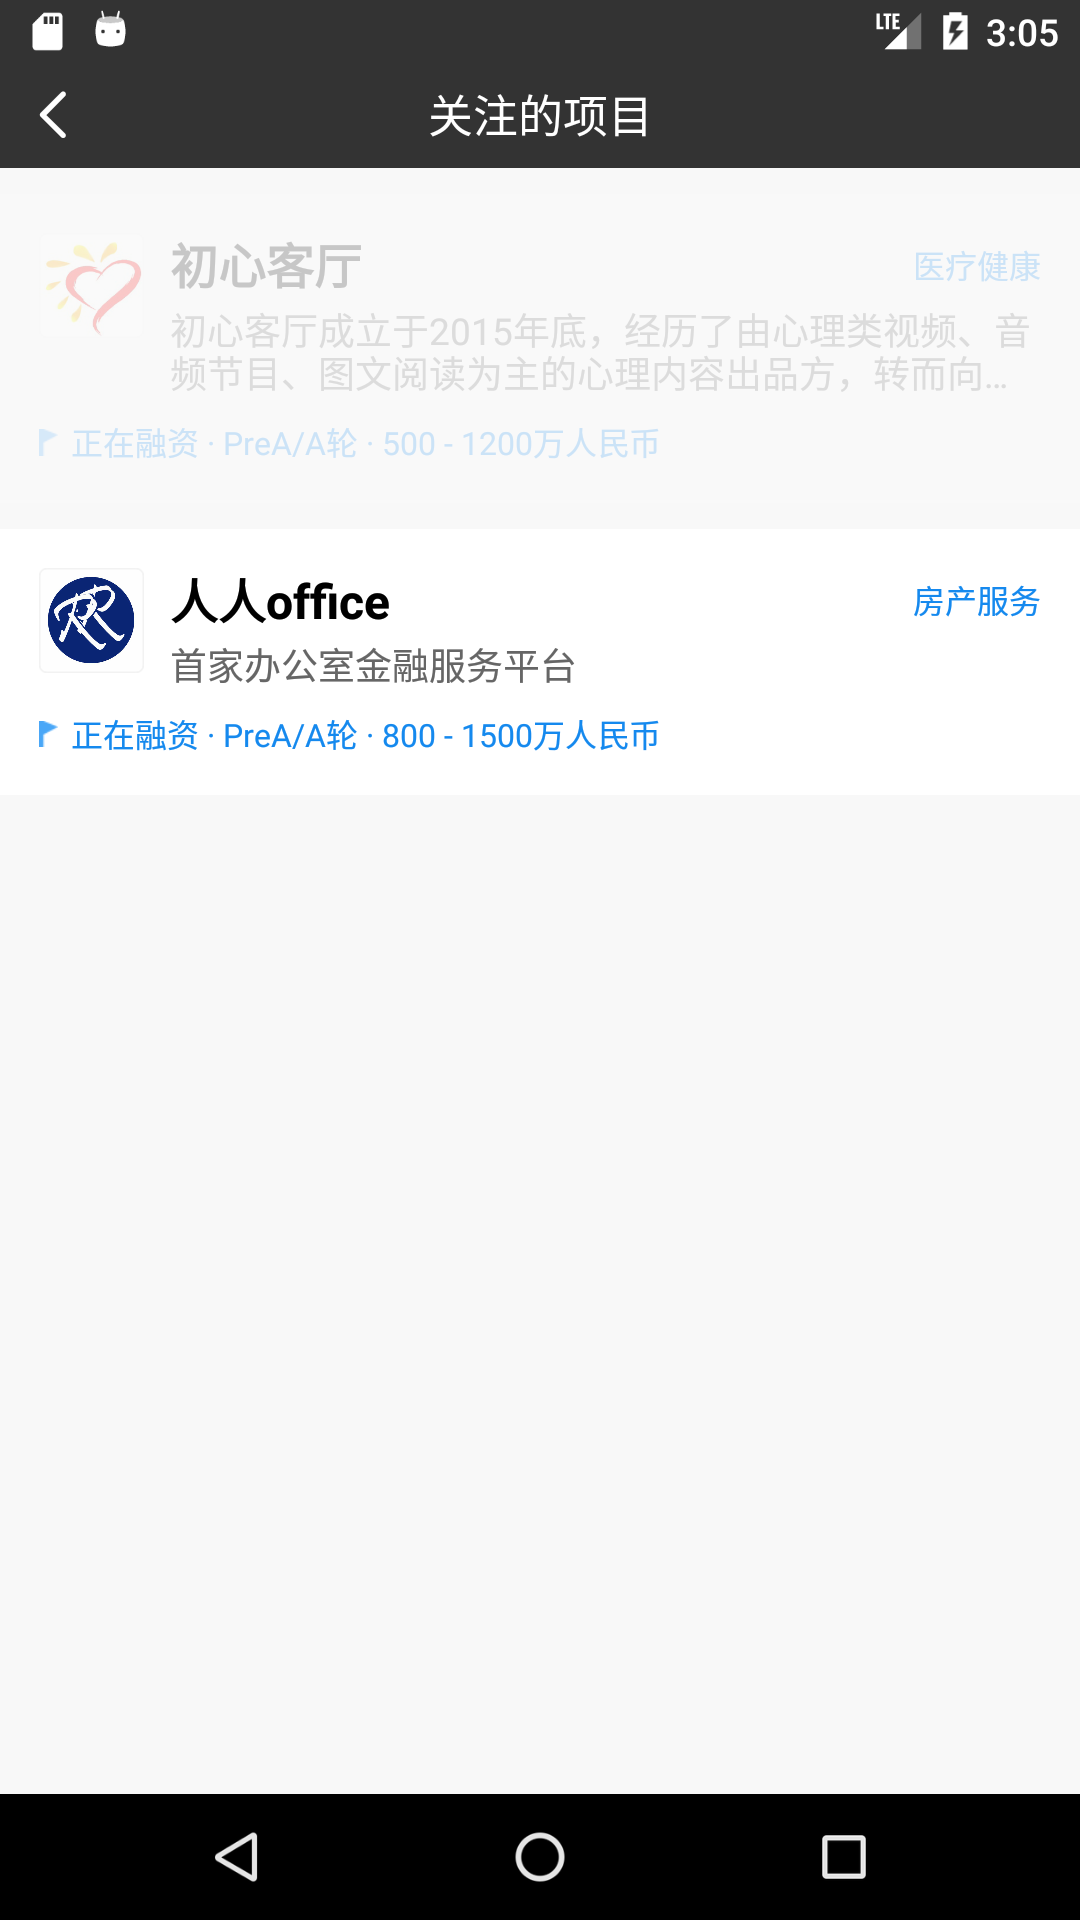 LTE 3:05
关注的项目
初心客厅
医疗健康
初心客厅成立于2015年底，经历了由心理类视频、音
频节目、图文阅读为主的心理内容出品方，转而向...
正在融资 · PreA/A轮 · 500 - 1200万人民币
人人office
房产服务
首家办公室金融服务平台
正在融资 · PreA/A轮 · 800 - 1500万人民币